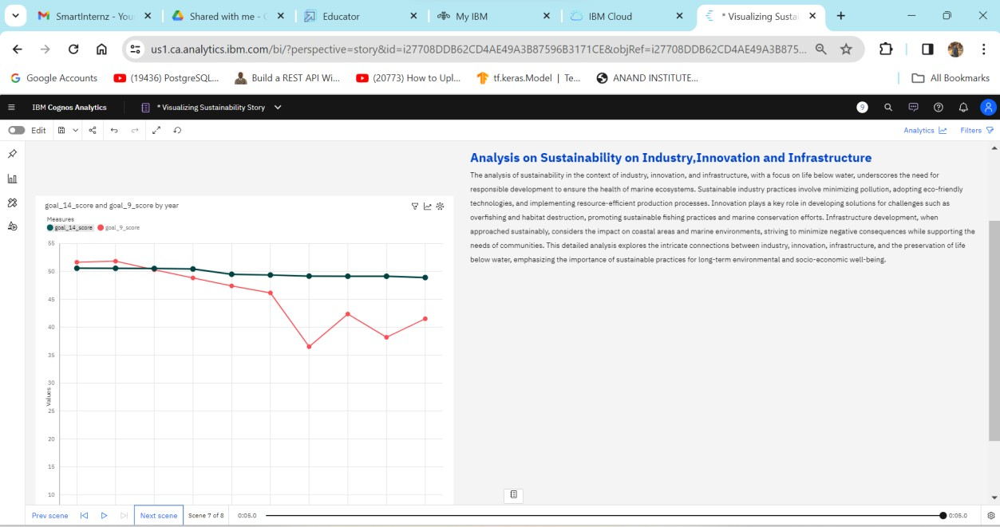 SmartInternz - You
Shared with me -
Educator
My IBM
IBM Cloud
* Visualizing Sustai
us1.ca.analytics.ibm.com/bi/?perspective=story&id=i27708DDB62CD4AE49A3B87596B3171CE&objRef=i27708DDB62CD4AE49A3B875...
Google Accounts
(19436) PostgreSQL...
Build a REST API Wi...
(20773) How to Upl...
tf.keras.Model | Te...
ANAND INSTITUTE...
All Bookmarks
IBM Cognos Analytics
* Visualizing Sustainability Story
9
Edit
Analytics
Filters
Analysis on Sustainability on Industry,Innovation and Infrastructure
The analysis of sustainability in the context of industry, innovation, and infrastructure, with a focus on life below water, underscores the need for
responsible development to ensure the health of marine ecosystems. Sustainable industry practices involve minimizing pollution, adopting eco-friendly
technologies, and implementing resource-efficient production processes. Innovation plays a key role in developing solutions for challenges such as
overfishing and habitat destruction, promoting sustainable fishing practices and marine conservation efforts. Infrastructure development, when
approached sustainably, considers the impact on coastal areas and marine environments, striving to minimize negative consequences while supporting the
needs of communities. This detailed analysis explores the intricate connections between industry, innovation, infrastructure, and the preservation of life
below water, emphasizing the importance of sustainable practices for long-term environmental and socio-economic well-being.
goal_14_score and goal_9_score by year
Measures
goal_14_score goal_9_score
55
50
45
40
35
30
Values
25
20
15
10
Prev scene
Next scene
Scene 7 of 8
0:05.0
0:05.0